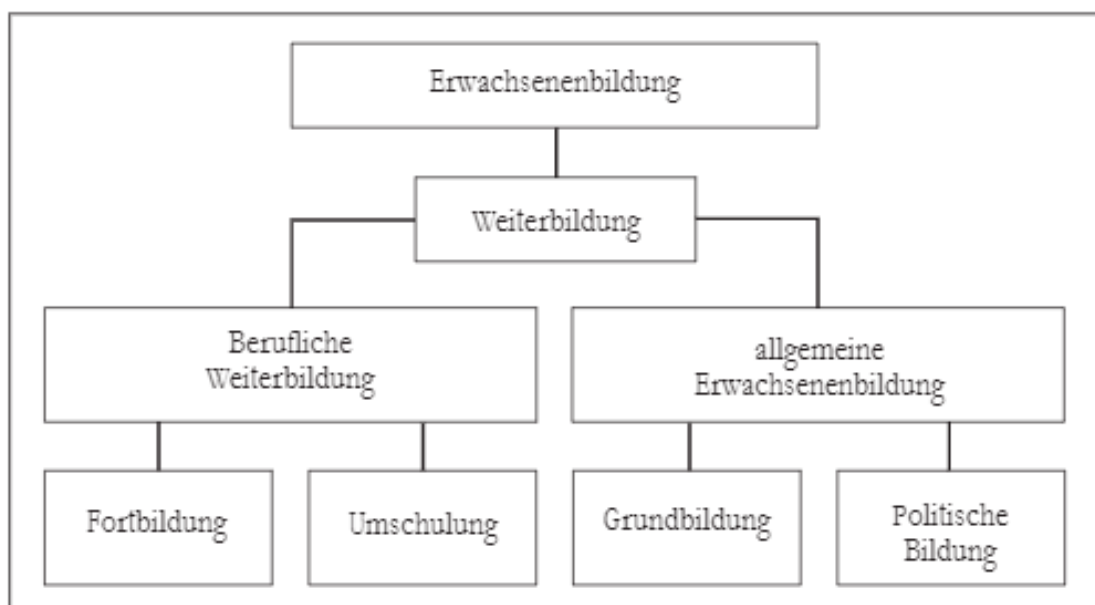 Erwachsenenbildung
Weiterbildung
Berufliche
Weiterbildung
allgemeine
Erwachsenenbildung
Fortbildung
Umschulung
Grundbildung
Politische
Bildung